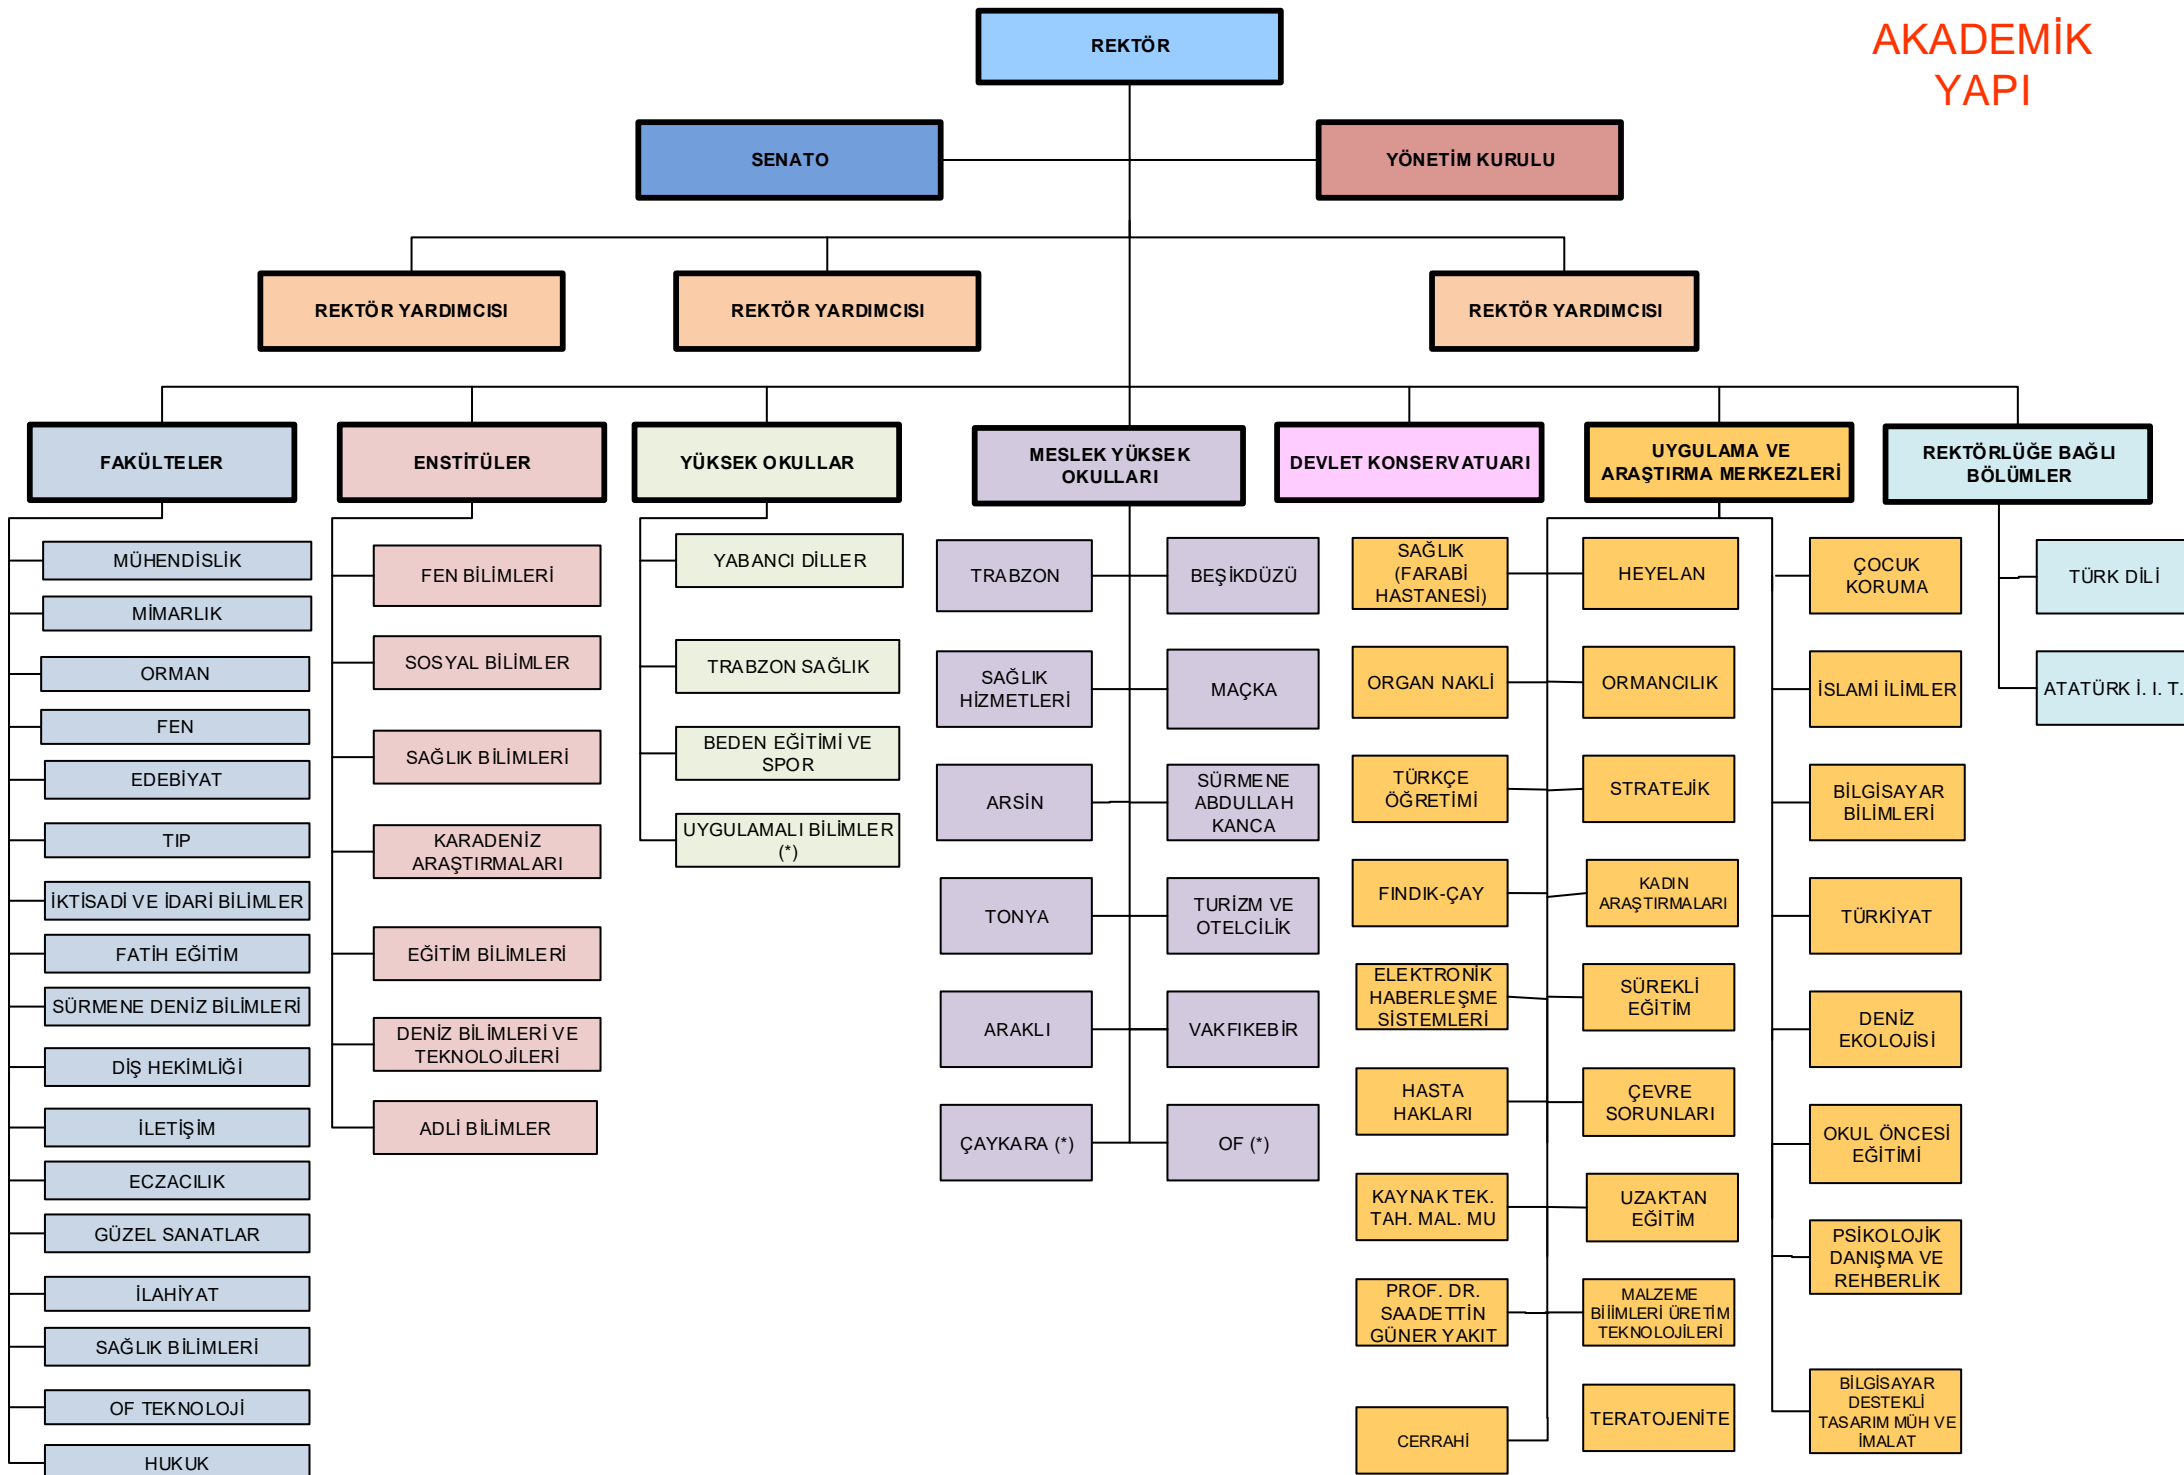 AKADEMİK
YAPI
REKTÖR
SENATO
YÖNETİM KURULU
REKTÖR YARDIMCISI
REKTÖR YARDIMCISI
REKTÖR YARDIMCISI
FAKÜLTELER
MÜHENDİSLİK
MİMARLIK
ORMAN
FEN
EDEBİYAT
TIP
İKTİSADİ VE İDARİ BİLİMLER
FATİH EĞİTİM
SÜRMENE DENİZ BİLİMLERİ
DİŞ HEKİMLİĞİ
İLETİŞİM
ECZACILIK
GÜZEL SANATLAR
İLAHİYAT
SAĞLIK BİLİMLERİ
OF TEKNOLOJİ
HUKUK
ENSTİTÜLER
FEN BİLİMLERİ
SOSYAL BİLİMLER
SAĞLIK BİLİMLERİ
KARADENİZ
ARAŞTIRMALARI
EĞİTİM BİLİMLERİ
DENİZ BİLİMLERİ VE
TEKNOLOJİLERİ
ADLİ BİLİMLER
YÜKSEK OKULLAR
YABANCI DİLLER
TRABZON SAĞLIK
BEDEN EĞİTİMİ VE
SPOR
UYGULAMALI BİLİMLER
(*)
MESLEK YÜKSEK
OKULLARI
TRABZON
BEŞİKDÜZÜ
SAĞLIK
HİZMETLERİ
MAÇKA
ARSİN
SÜRMENE
ABDULLAH
KANCA
TONYA
TURİZM VE
OTELCİLİK
ARAKLI
VAKFIKEBİR
ÇAYKARA (*)
OF (*)
DEVLET KONSERVATUARI
UYGULAMA VE
ARAŞTIRMA MERKEZLERİ
SAĞLIK
(FARABİ
HASTANESİ)
HEYELAN
ÇOCUK
KORUMA
ORGAN NAKLİ
ORMANCILIK
İSLAMİ İLİMLER
TÜRKÇE
ÖĞRETİMİ
STRATEJİK
BİLGİSAYAR
BİLİMLERİ
FINDIK-ÇAY
KADIN
ARAŞTIRMALARI
TÜRKİYAT
ELEKTRONİK
HABERLEŞME
SİSTEMLERİ
SÜREKLİ
EĞİTİM
DENİZ
EKOLOJİSİ
HASTA
HAKLARI
ÇEVRE
SORUNLARI
OKUL ÖNCESİ
EĞİTİMİ
KAYNAK TEK.
TAH. MAL. MU
UZAKTAN
EĞİTİM
PSİKOLOJİK
DANIŞMA VE
REHBERLİK
PROF. DR.
SAADETTİN
GÜNER YAKIT
MALZEME
BİİİMLERİ ÜRETİM
TEKNOLOJİLERİ
CERRAHİ
TERATOJENİTE
BİLGİSAYAR
DESTEKLİ
TASARIM MÜH VE
İMALAT
REKTÖRLÜĞE BAĞLI
BÖLÜMLER
TÜRK DİLİ
ATATÜRK İ. I. T.